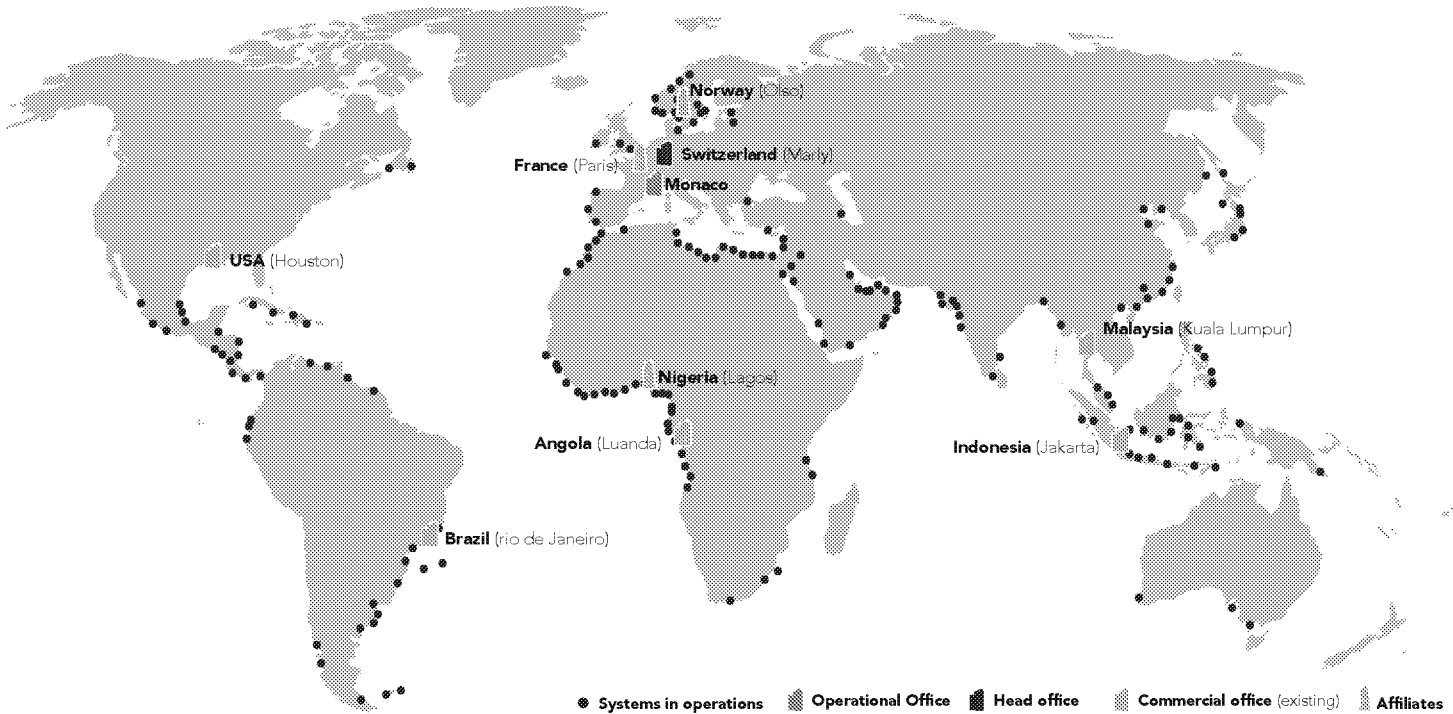 Norway (Olso)
Switzerland (Marly)
France (Paris)
Monaco
USA (Houston)
Malaysia (Kuala Lumpur)
Nigeria (Lagos)
Angola (Luanda)
Indonesia (Jakarta)
Brazil (rio de Janeiro)
Systems in operations
Operational Office
Head office
Commercial office (existing)
Affiliates